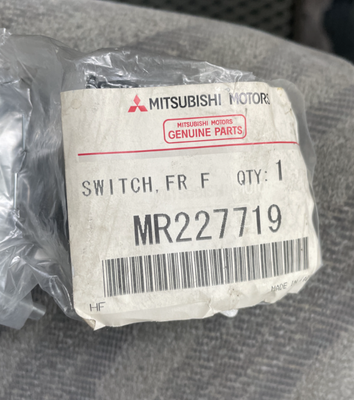 MITSUBISHI MOTORS
MITSUBISHI MOTORS
GENUINE PARTS
SWITCH, FR F QTY: 1
MR227719
MADE IN
HF